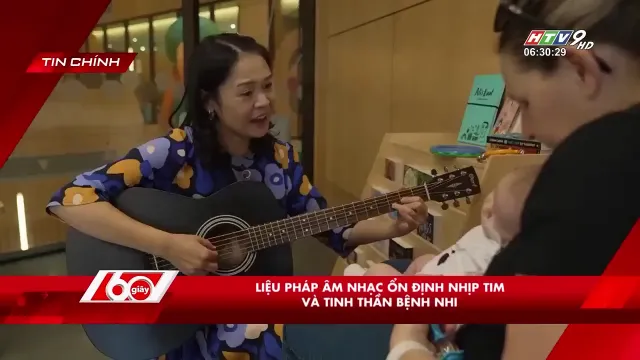 TIN CHÍNH
HTV9 HD
06:30:29
60 giây
LIỆU PHÁP ÂM NHẠC ỔN ĐỊNH NHỊP TIM
VÀ TINH THẦN BỆNH NHI